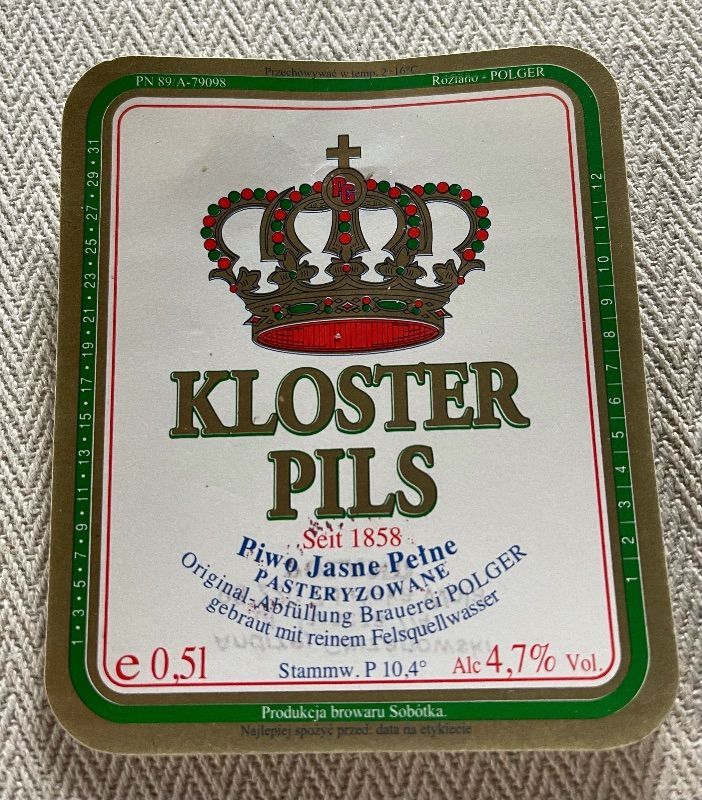 Przechowywać w temp. 2-16°C
PN 89/A-79098
Rozlano - POLGER
1 • 3 • 5 • 7 • 9 • 11 • 13 • 15 • 17 • 19 • 21 • 23 • 25 • 27 • 29 • 31
1 | 2 | 3 | 4 | 5 | 6 | 7 | 8 | 9 | 10 | 11 | 12
PG
KLOSTER
PILS
Seit 1858
Piwo Jasne Pełne
PASTERYZOWANE
Original-Abfüllung Brauerei POLGER
gebraut mit reinem Felsquellwasser
e 0,5l
Stammw. P 10,4°
Alc 4,7% Vol.
Produkcja browaru Sobótka.
Najlepiej spożyć przed: data na etykiecie